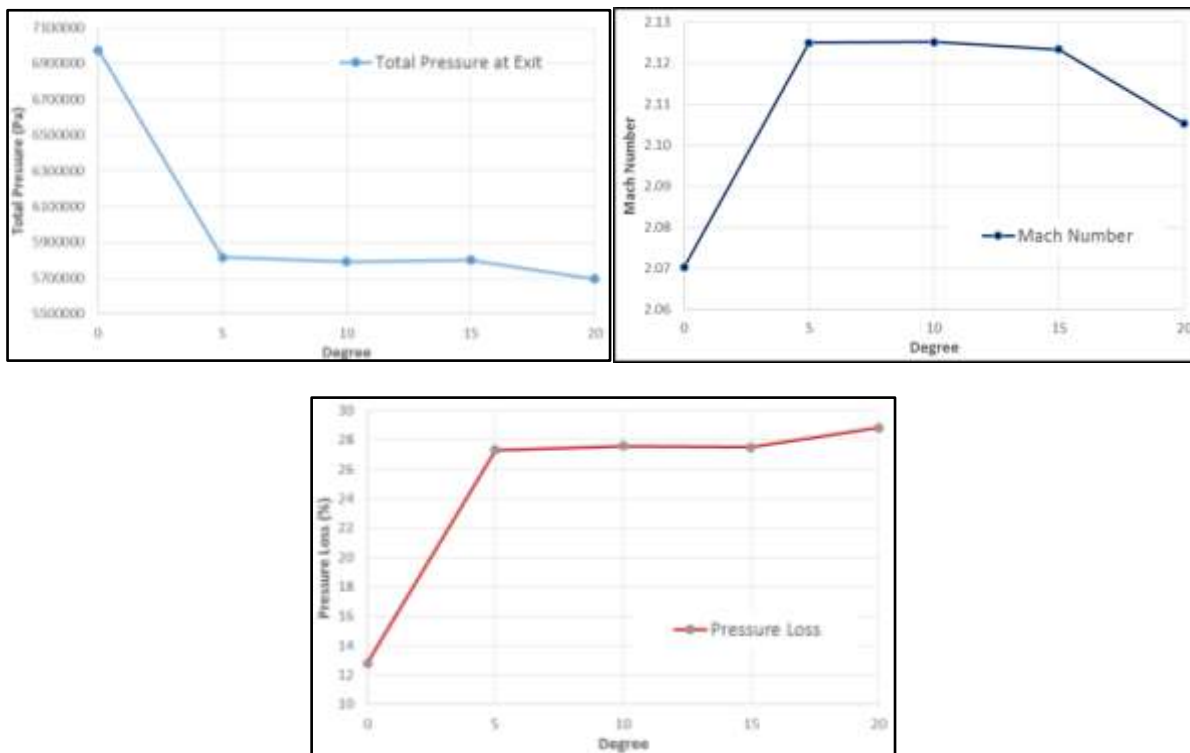 7100000
6900000
6700000
6500000
6300000
6100000
5900000
5700000
5500000
Total Pressure (Pa)
Total Pressure at Exit
0 5 10 15 20
Degree
2.13
2.12
2.11
2.10
2.09
2.08
2.07
2.06
Mach Number
Mach Number
0 5 10 15 20
Degree
30
28
26
24
22
20
18
16
14
12
10
Pressure Loss (%)
Pressure Loss
0 5 10 15 20
Degree